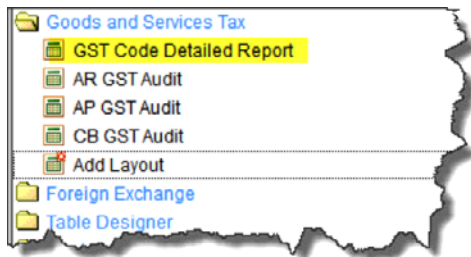 Goods and Services Tax
GST Code Detailed Report
AR GST Audit
AP GST Audit
CB GST Audit
Add Layout
Foreign Exchange
Table Designer